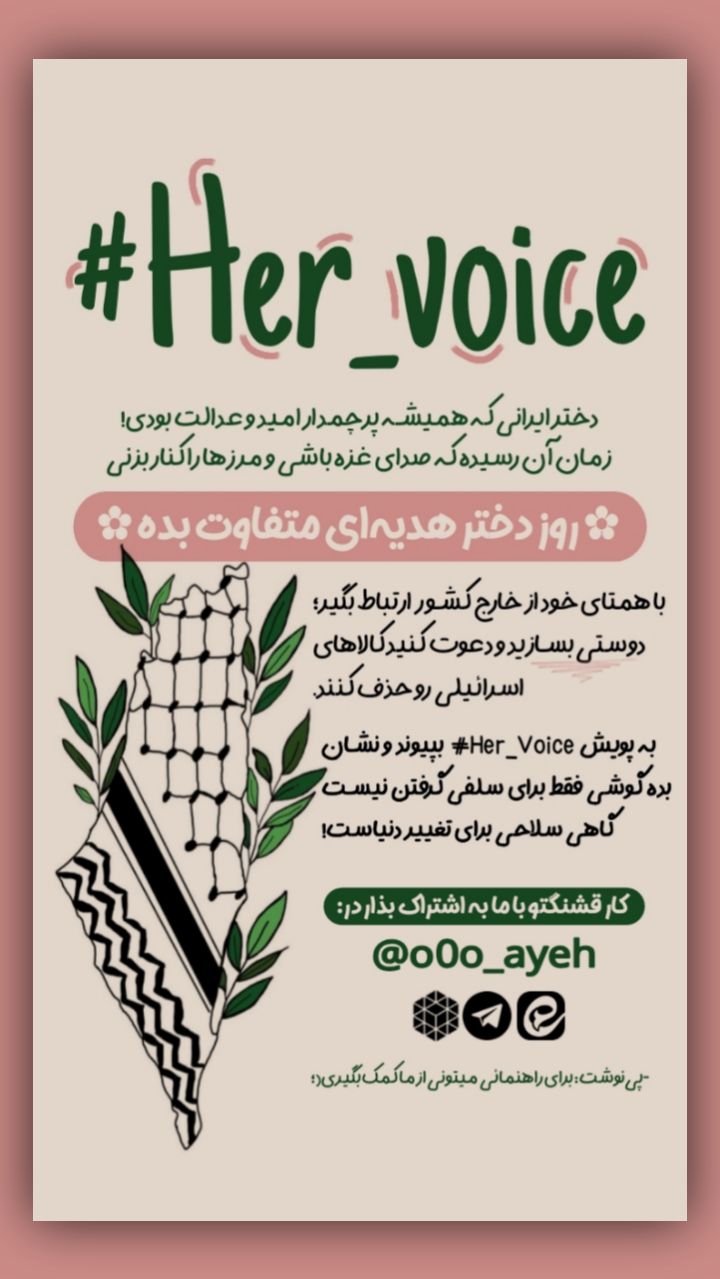 #Her_voice
دختر ایرانی که همیشه پرچمدار امید و عدالت بودی!
زمان آن رسیده که صدای غزه باشی و مرزها را کنار بزنی
روز دختر هدیه‌ای متفاوت بده
با همتای خود از خارج کشور ارتباط بگیر؛
دوستی بسازید و دعوت کنید کالاهای
اسرائیلی رو حذف کنند.
به پویش Her_Voice# بپیوند و نشان
بده گوشی فقط برای سلفی گرفتن نیست
گاهی سلاحی برای تغییر دنیاست!
کار قشنگتو با ما به اشتراک بذار در:
@o0o_ayeh
-پی نوشت: برای راهنمائی میتونی از ما کمک بگیری(:؛